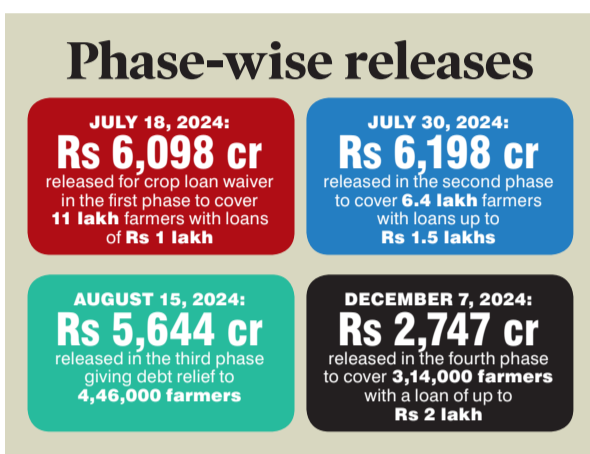 Phase-wise releases
JULY 18, 2024:
Rs 6,098 cr
released for crop loan waiver
in the first phase to cover
11 lakh farmers with loans
of Rs 1 lakh
JULY 30, 2024:
Rs 6,198 cr
released in the second phase
to cover 6.4 lakh farmers
with loans up to
Rs 1.5 lakhs
AUGUST 15, 2024:
Rs 5,644 cr
released in the third phase
giving debt relief to
4,46,000 farmers
DECEMBER 7, 2024:
Rs 2,747 cr
released in the fourth phase
to cover 3,14,000 farmers
with a loan of up to
Rs 2 lakh